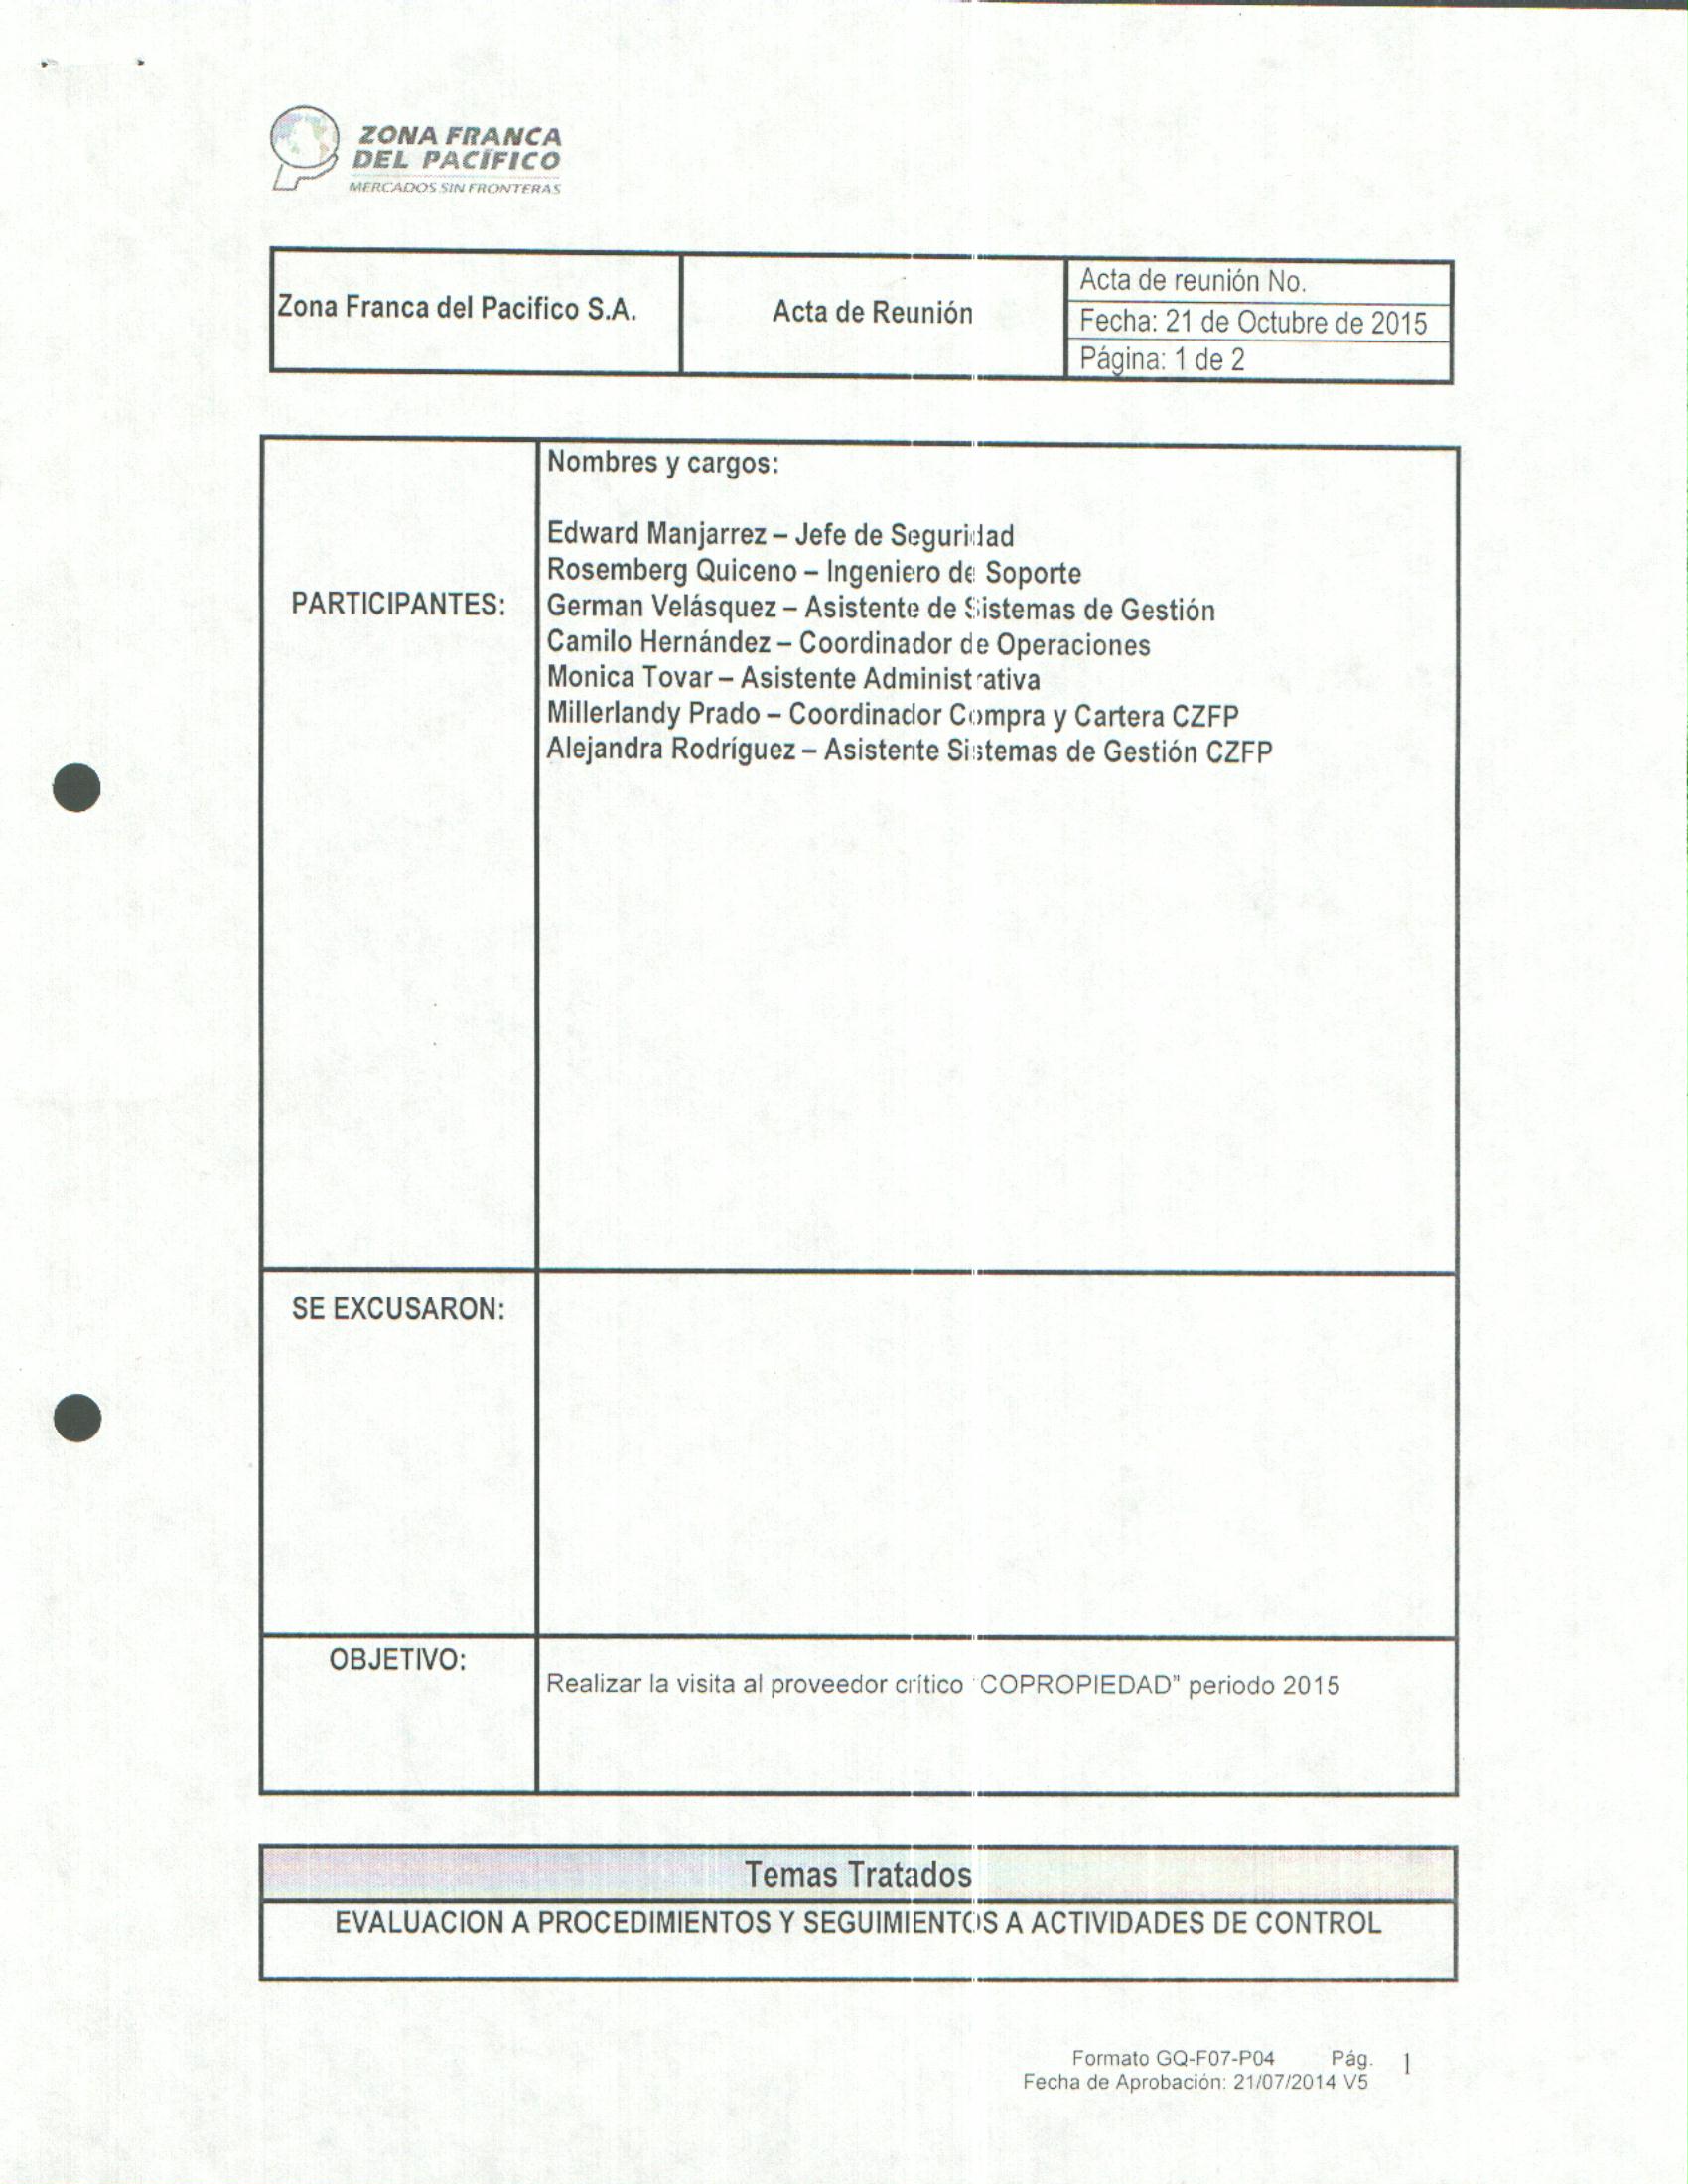 ZONA FRANCA
DEL PACÍFICO
MERCADOS SIN FRONTERAS
Zona Franca del Pacifico S.A.
Acta de Reunión
Acta de reunión No.
Fecha: 21 de Octubre de 2015
Página: 1 de 2
PARTICIPANTES:
Nombres y cargos:
Edward Manjarrez – Jefe de Seguridad
Rosemberg Quiceno – Ingeniero de Soporte
German Velásquez – Asistente de Sistemas de Gestión
Camilo Hernández – Coordinador de Operaciones
Monica Tovar – Asistente Administrativa
Millerlandy Prado – Coordinador Compra y Cartera CZFP
Alejandra Rodríguez – Asistente Sistemas de Gestión CZFP
SE EXCUSARON:
OBJETIVO:
Realizar la visita al proveedor crítico "COPROPIEDAD" periodo 2015
Temas Tratados
EVALUACION A PROCEDIMIENTOS Y SEGUIMIENTOS A ACTIVIDADES DE CONTROL
Formato GQ-F07-P04 Pág. 1
Fecha de Aprobación: 21/07/2014 V5